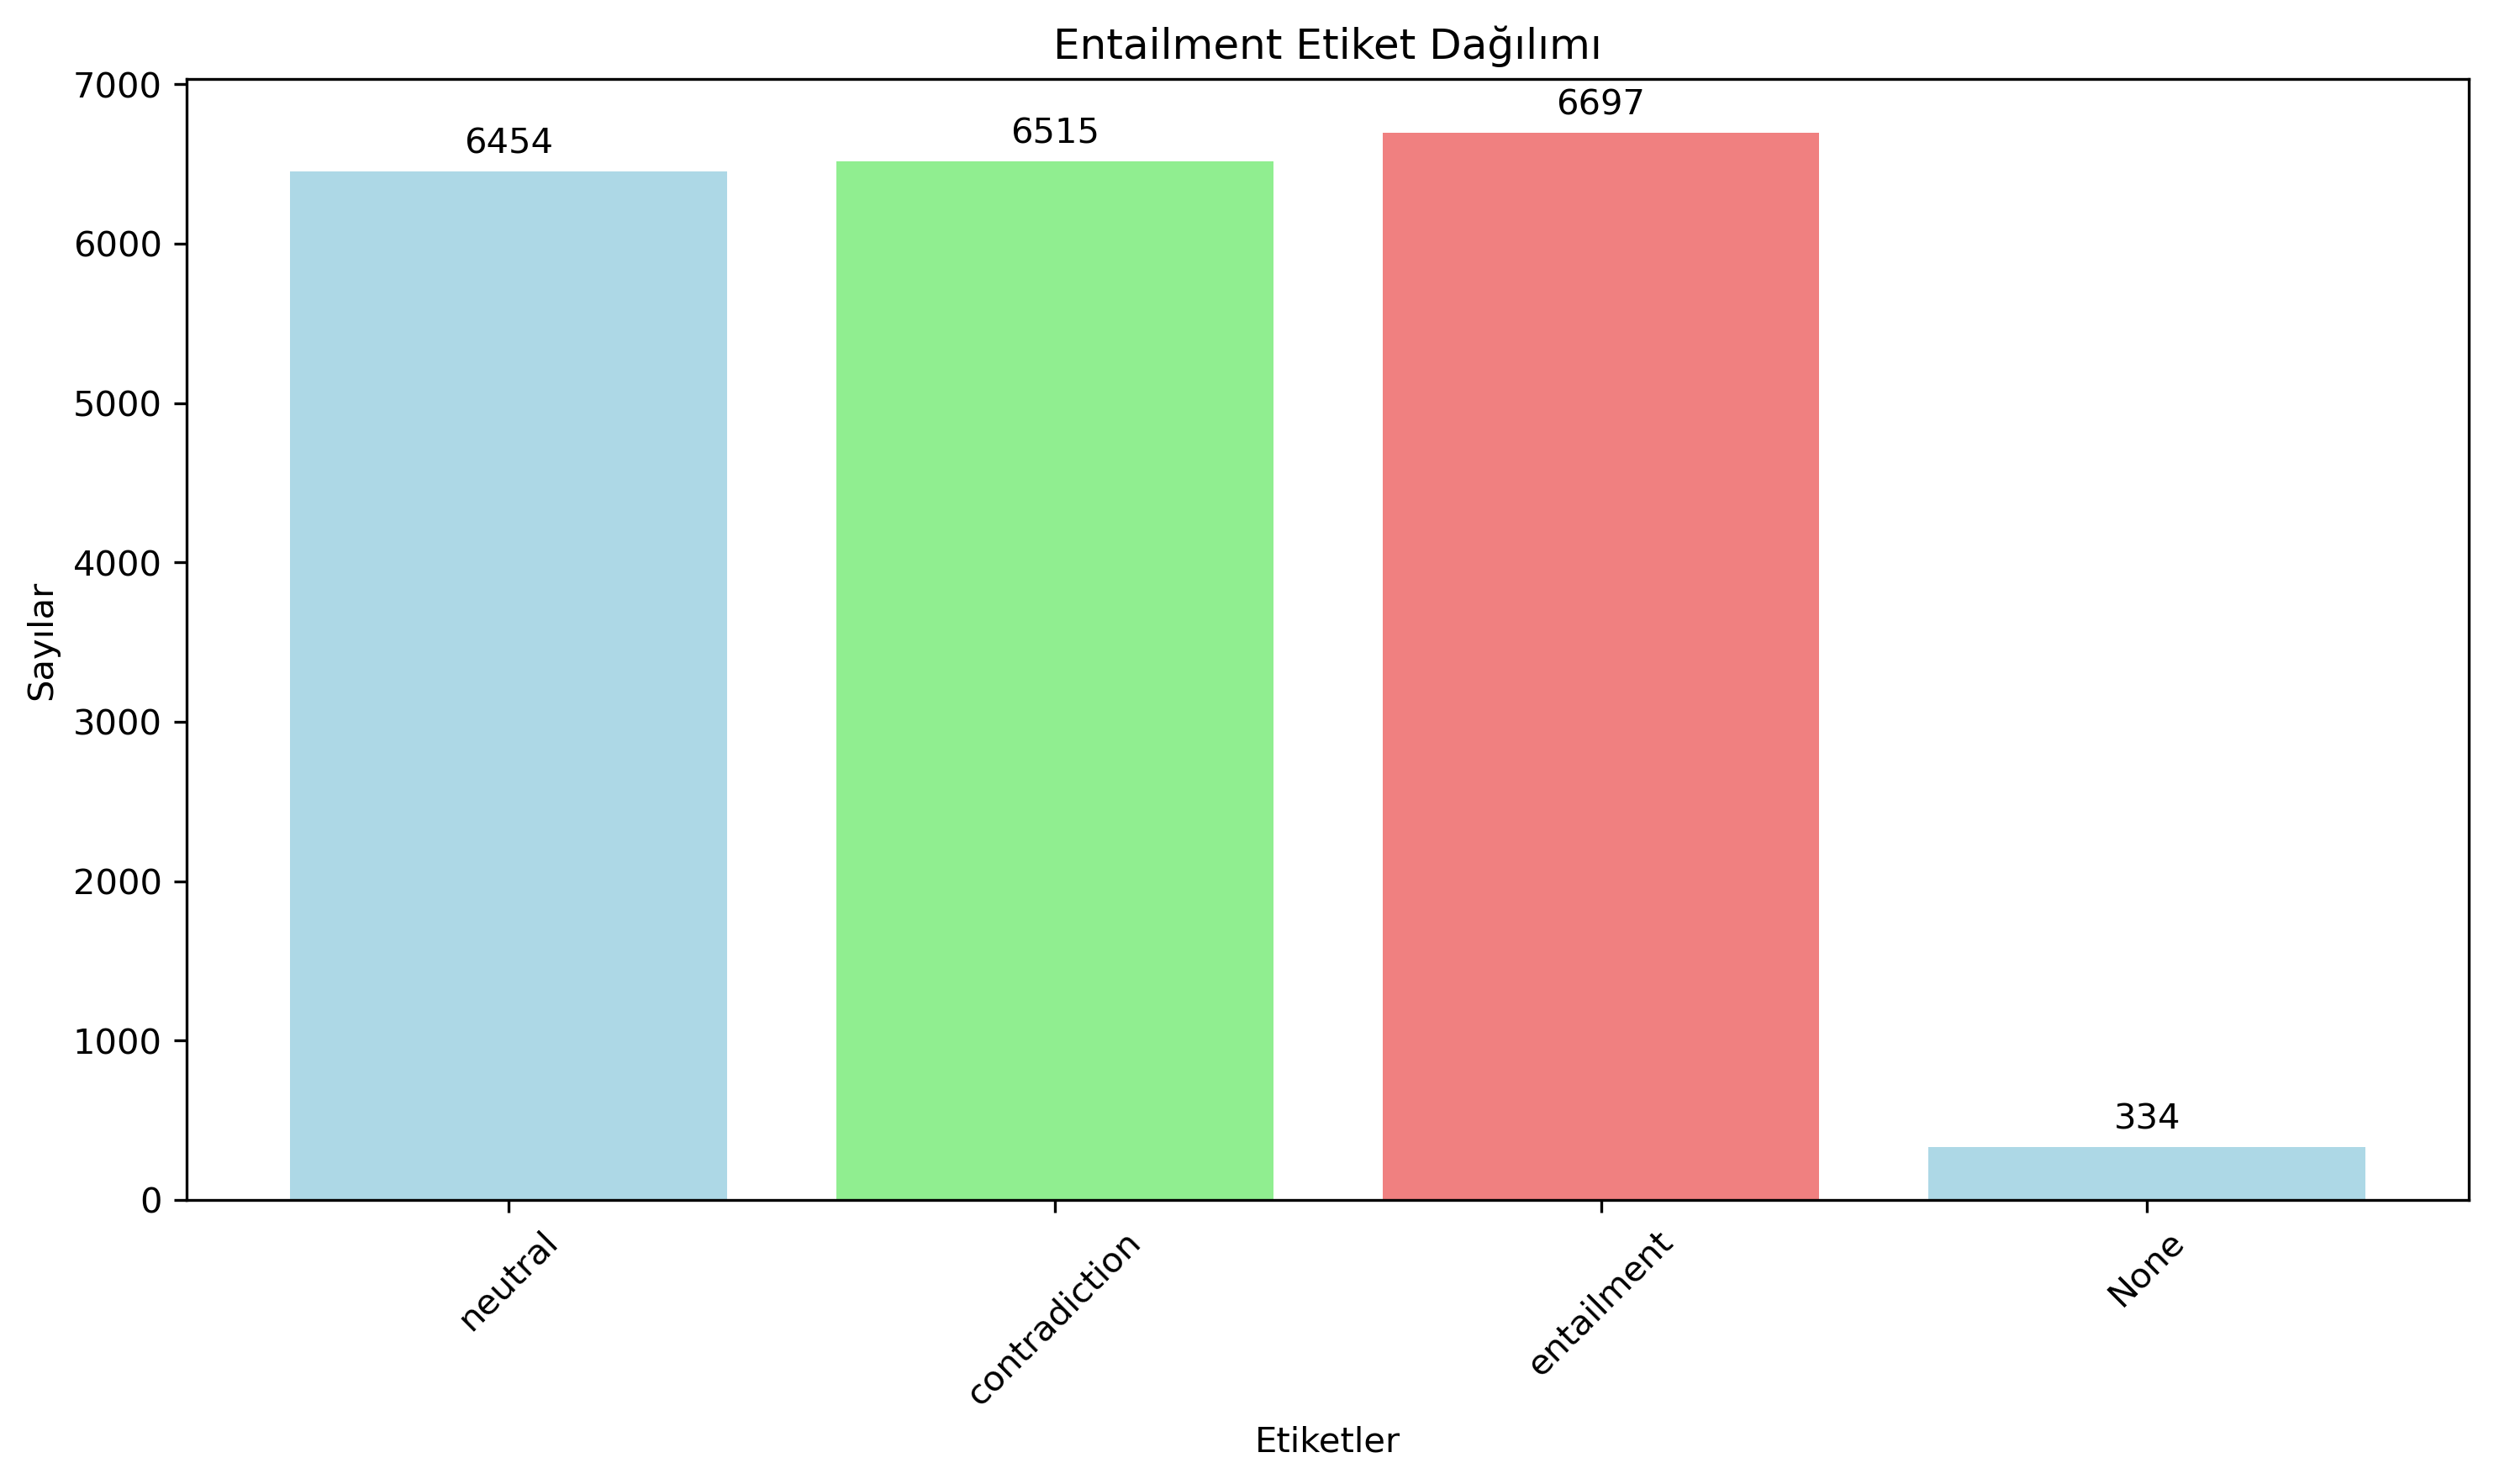 Entailment Etiket Dağılımı
7000
6000
5000
4000
3000
2000
1000
0
Sayılar
6454
6515
6697
334
neutral
contradiction
entailment
None
Etiketler